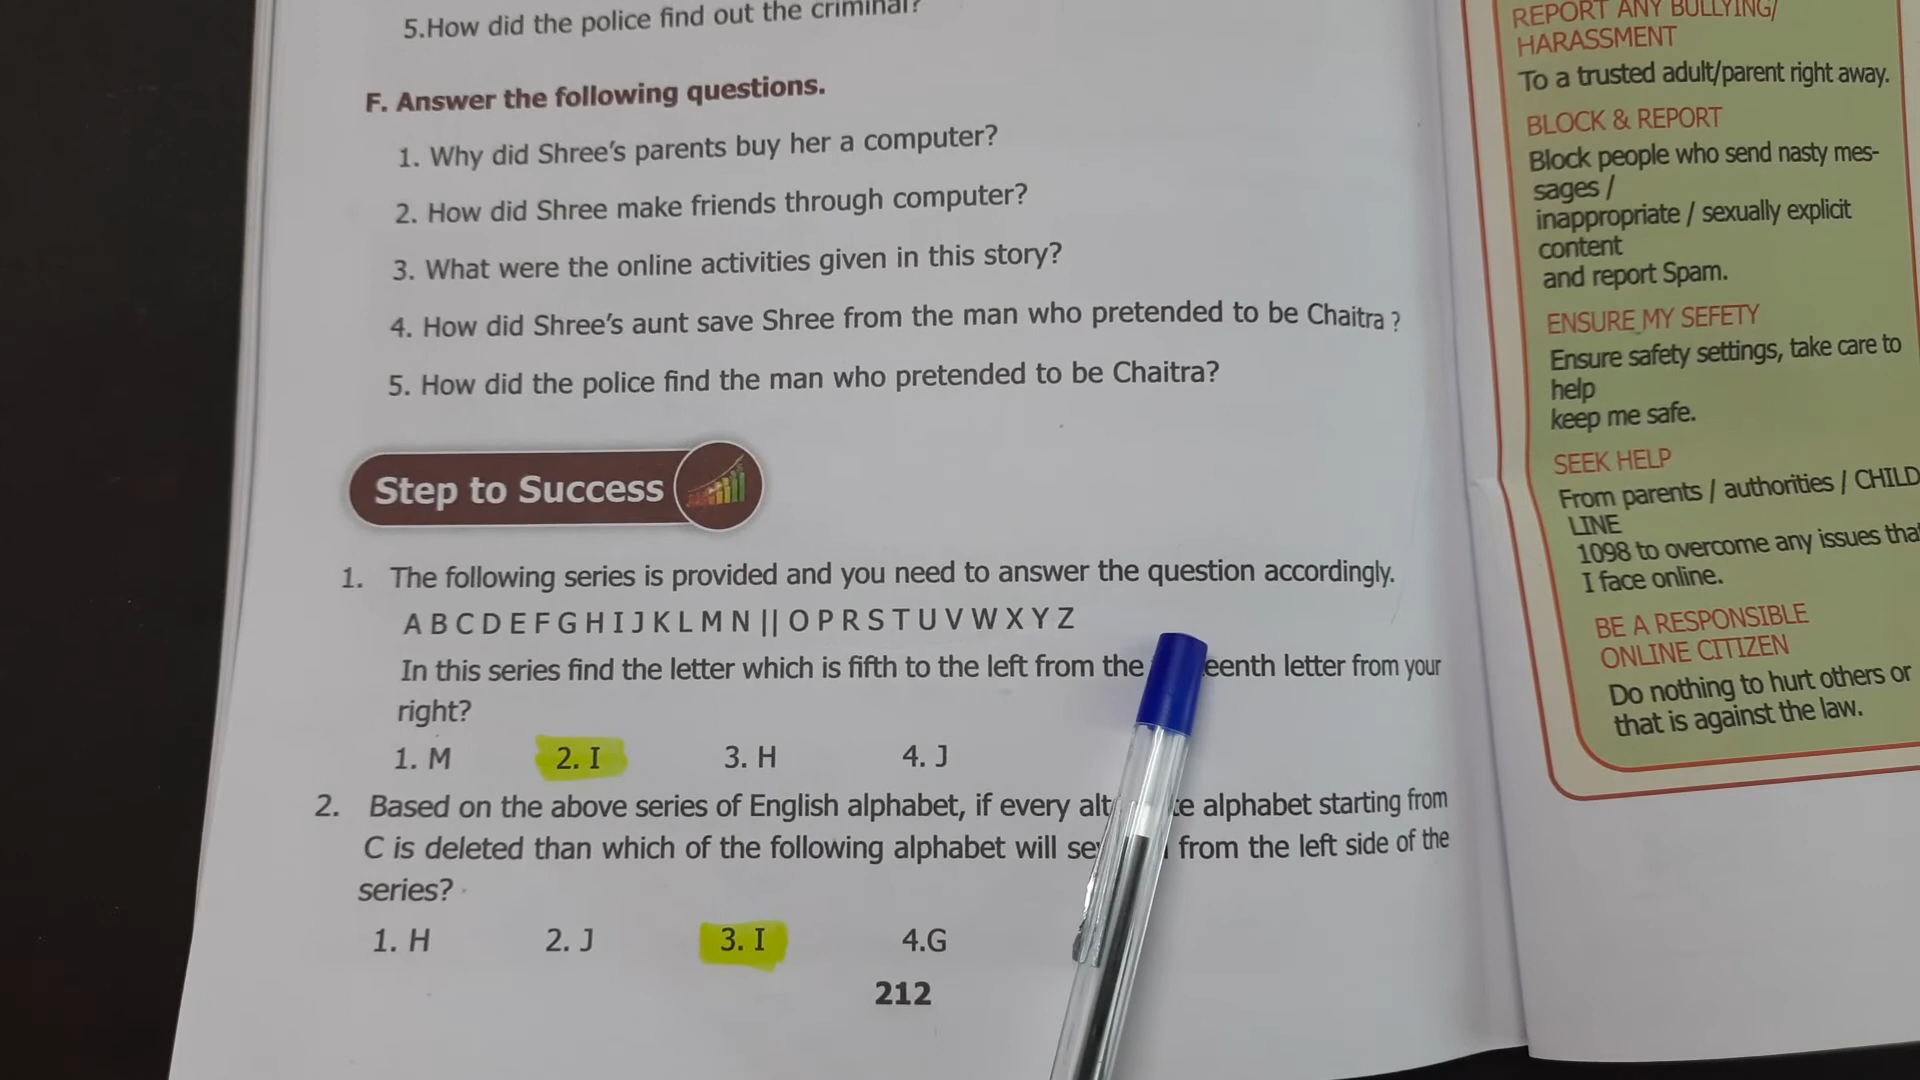 5.How did the police find out the criminal?
F. Answer the following questions.
1. Why did Shree's parents buy her a computer?
2. How did Shree make friends through computer?
3. What were the online activities given in this story?
4. How did Shree's aunt save Shree from the man who pretended to be Chaitra ?
5. How did the police find the man who pretended to be Chaitra?
Step to Success
1. The following series is provided and you need to answer the question accordingly.
A B C D E F G H I J K L M N || O P R S T U V W X Y Z
In this series find the letter which is fifth to the left from the letter from your
right?
1. M 2. I 3. H 4. J
2. Based on the above series of English alphabet, if every alphabet starting from
C is deleted than which of the following alphabet will from the left side of the
series?
1. H 2. J 3. I 4.G
212
REPORT ANY BULLYING/
HARASSMENT
To a trusted adult/parent right away.
BLOCK & REPORT
Block people who send nasty mes-
sages /
inappropriate / sexually explicit
content
and report Spam.
ENSURE MY SEFETY
Ensure safety settings, take care to
help
keep me safe.
SEEK HELP
From parents / authorities / CHILD
LINE
1098 to overcome any issues tha
I face online.
BE A RESPONSIBLE
ONLINE CITIZEN
Do nothing to hurt others or
that is against the law.